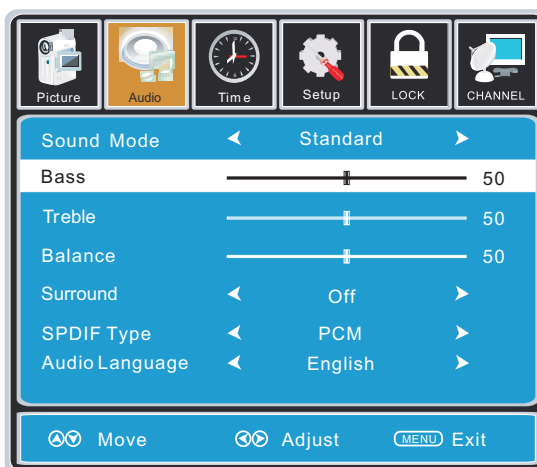 Picture Audio Time Setup LOCK CHANNEL
Sound Mode Standard
Bass 50
Treble 50
Balance 50
Surround Off
SPDIF Type PCM
Audio Language English
Move Adjust MENU Exit